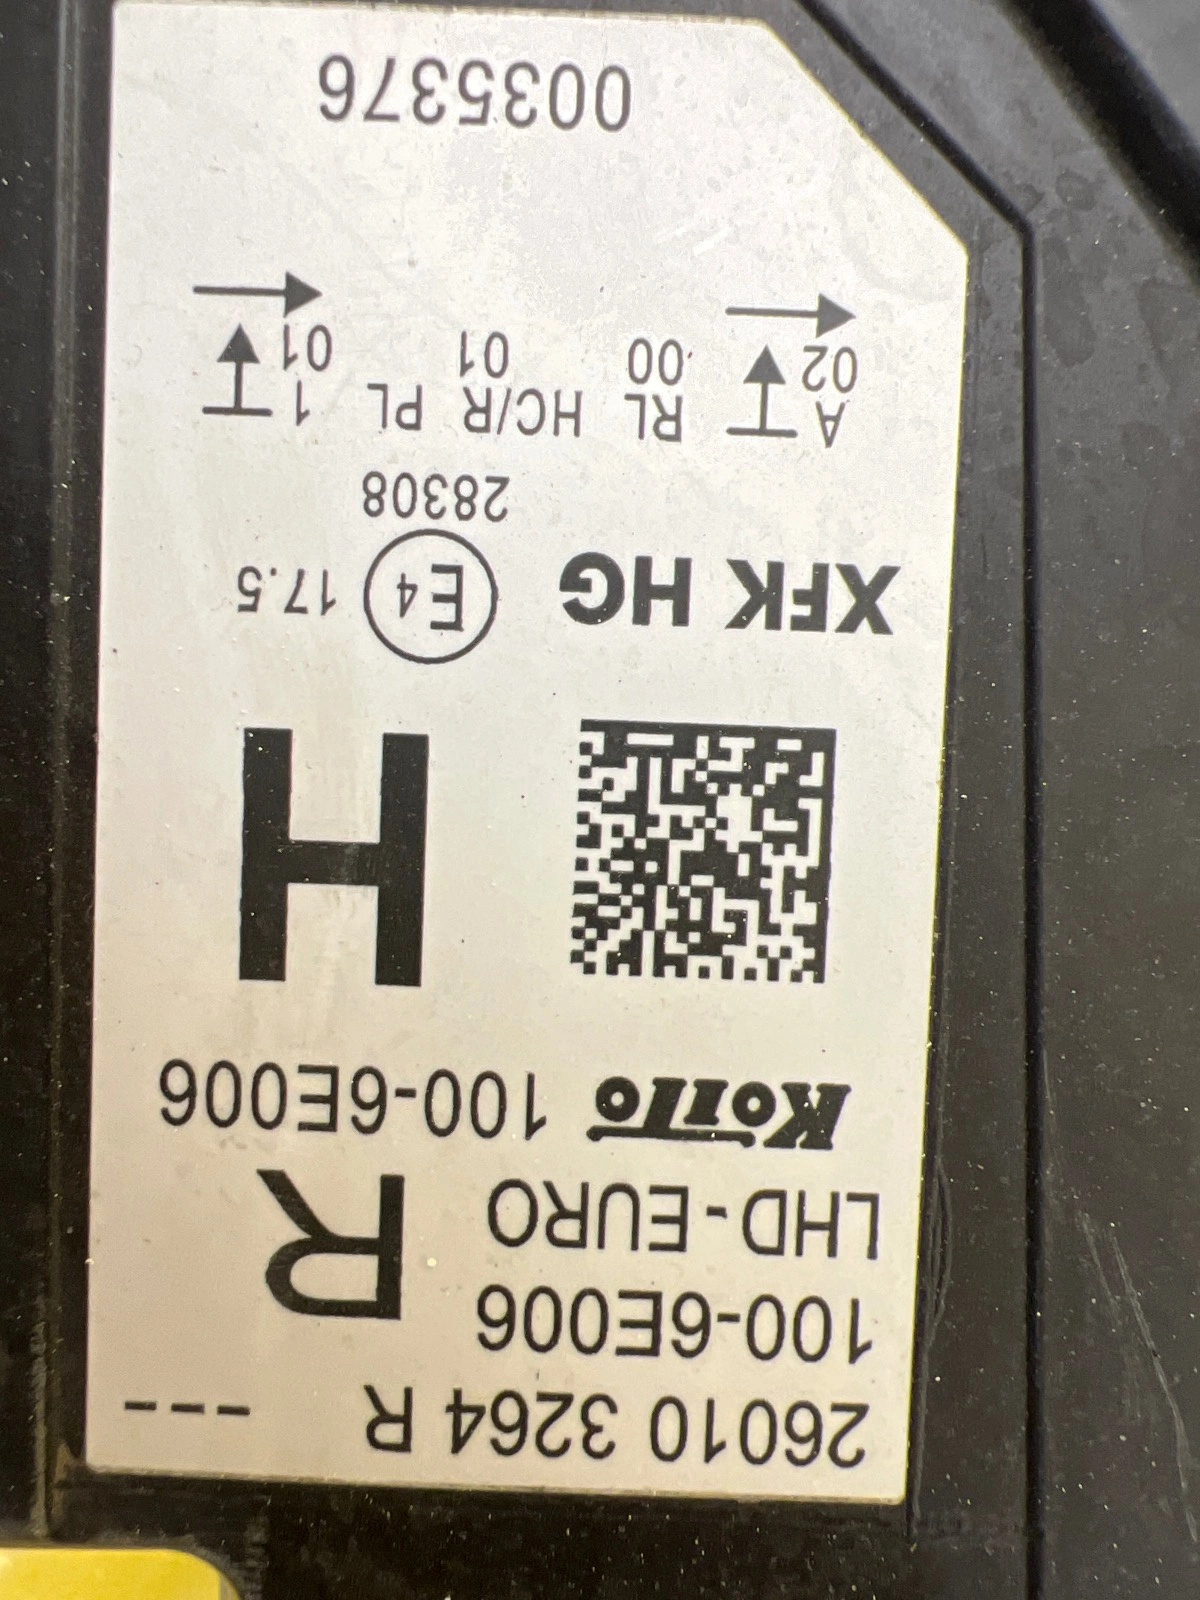 26010 3264 R ---
100-6E006
R
LHD-EURO
KOITO 100-6E006
H
XFK HG E4 17.5
28308
A RL HC/R PL 1
02 00 01 01
0035376